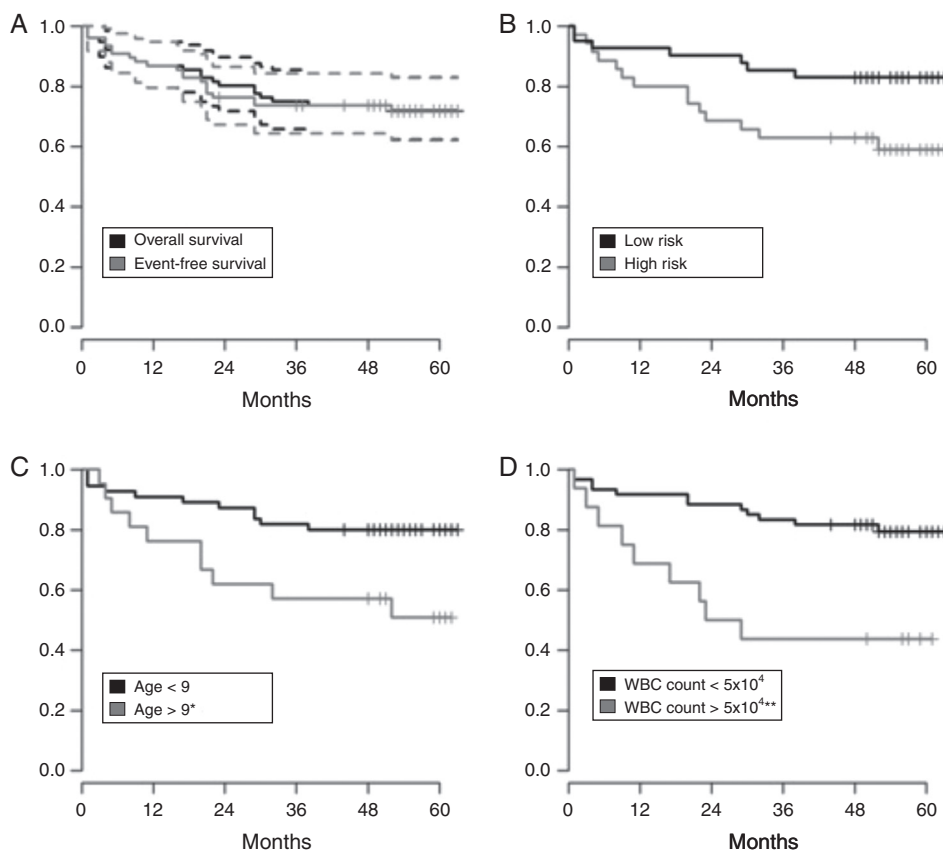 A
1.0
0.8
0.6
0.4
0.2
0.0
Overall survival
Event-free survival
0 12 24 36 48 60
Months
B
1.0
0.8
0.6
0.4
0.2
0.0
Low risk
High risk
0 12 24 36 48 60
Months
C
1.0
0.8
0.6
0.4
0.2
0.0
Age < 9
Age > 9*
0 12 24 36 48 60
Months
D
1.0
0.8
0.6
0.4
0.2
0.0
WBC count < 5x10⁴
WBC count > 5x10⁴**
0 12 24 36 48 60
Months